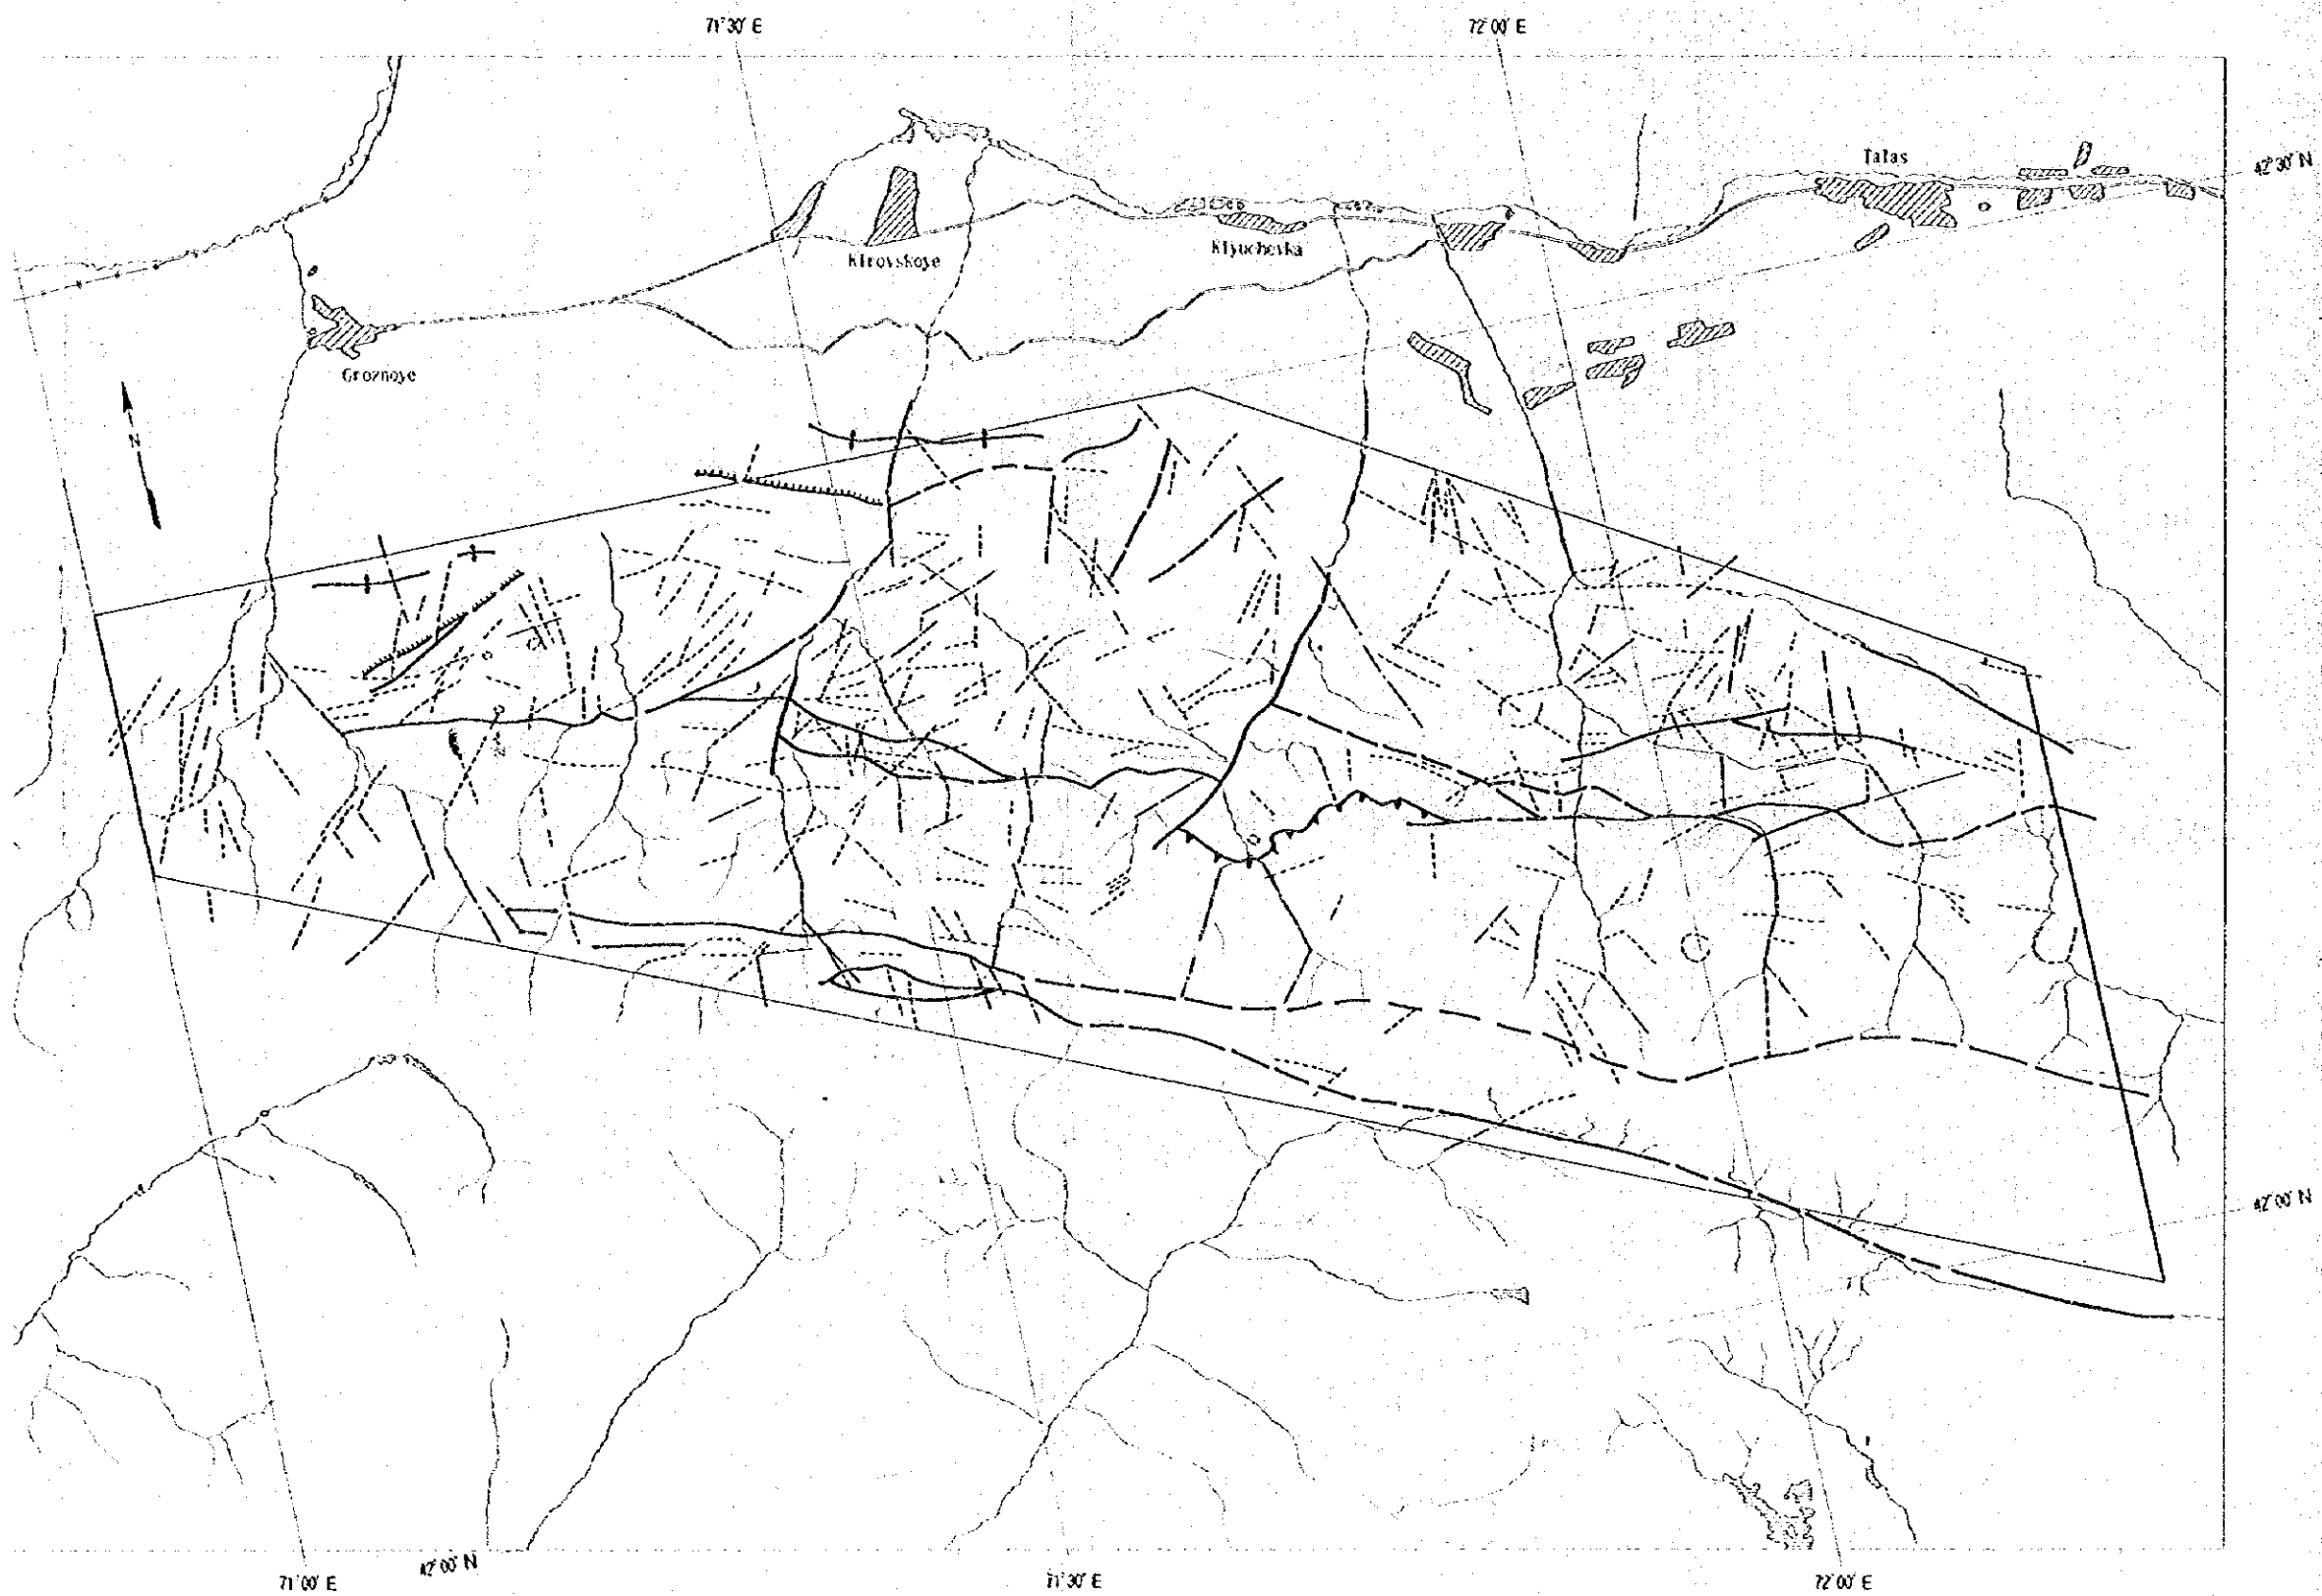 71°30' E
72°00' E
Talas
42°30' N
Kirovskoye
Klyuchevka
Groznoye
N
42°00' N
42°00' N
71°00' E
71°30' E
72°00' E